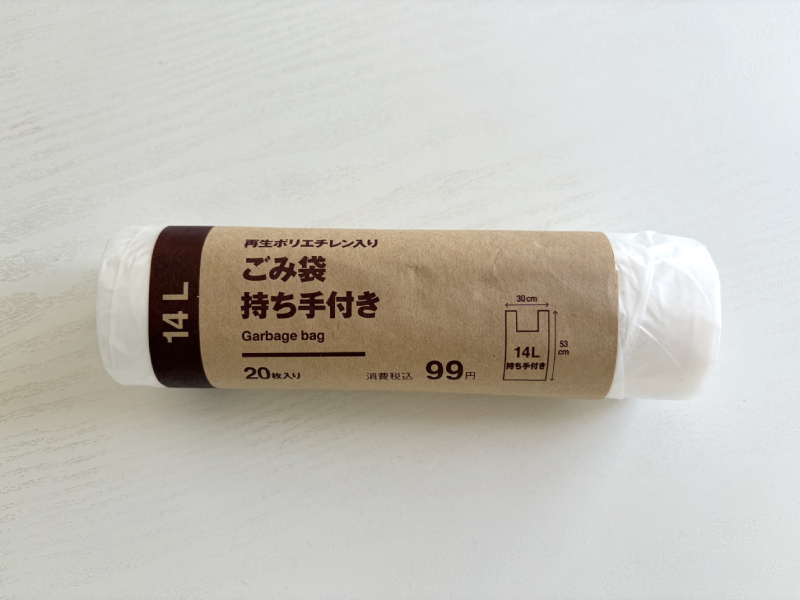 14L
再生ポリエチレン入り
ごみ袋
持ち手付き
Garbage bag
20枚入り
消費税込 99円
30cm
14L
持ち手付き
53
cm